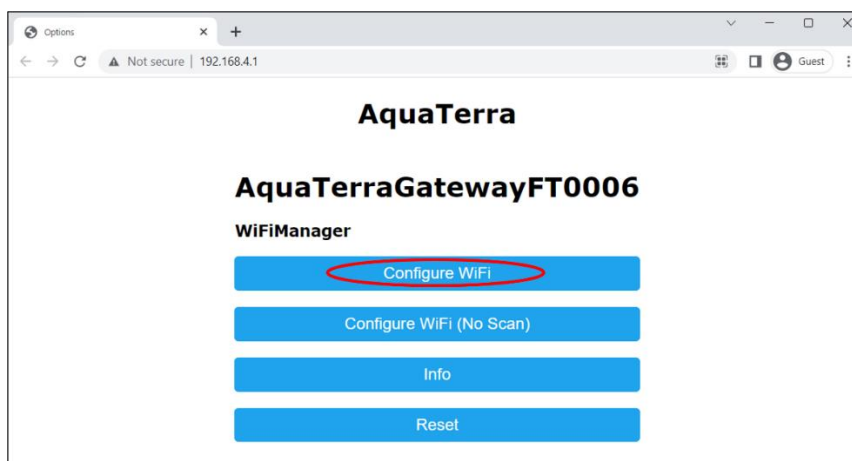 Options
Not secure | 192.168.4.1
Guest
AquaTerra
AquaTerraGatewayFT0006
WiFiManager
Configure WiFi
Configure WiFi (No Scan)
Info
Reset